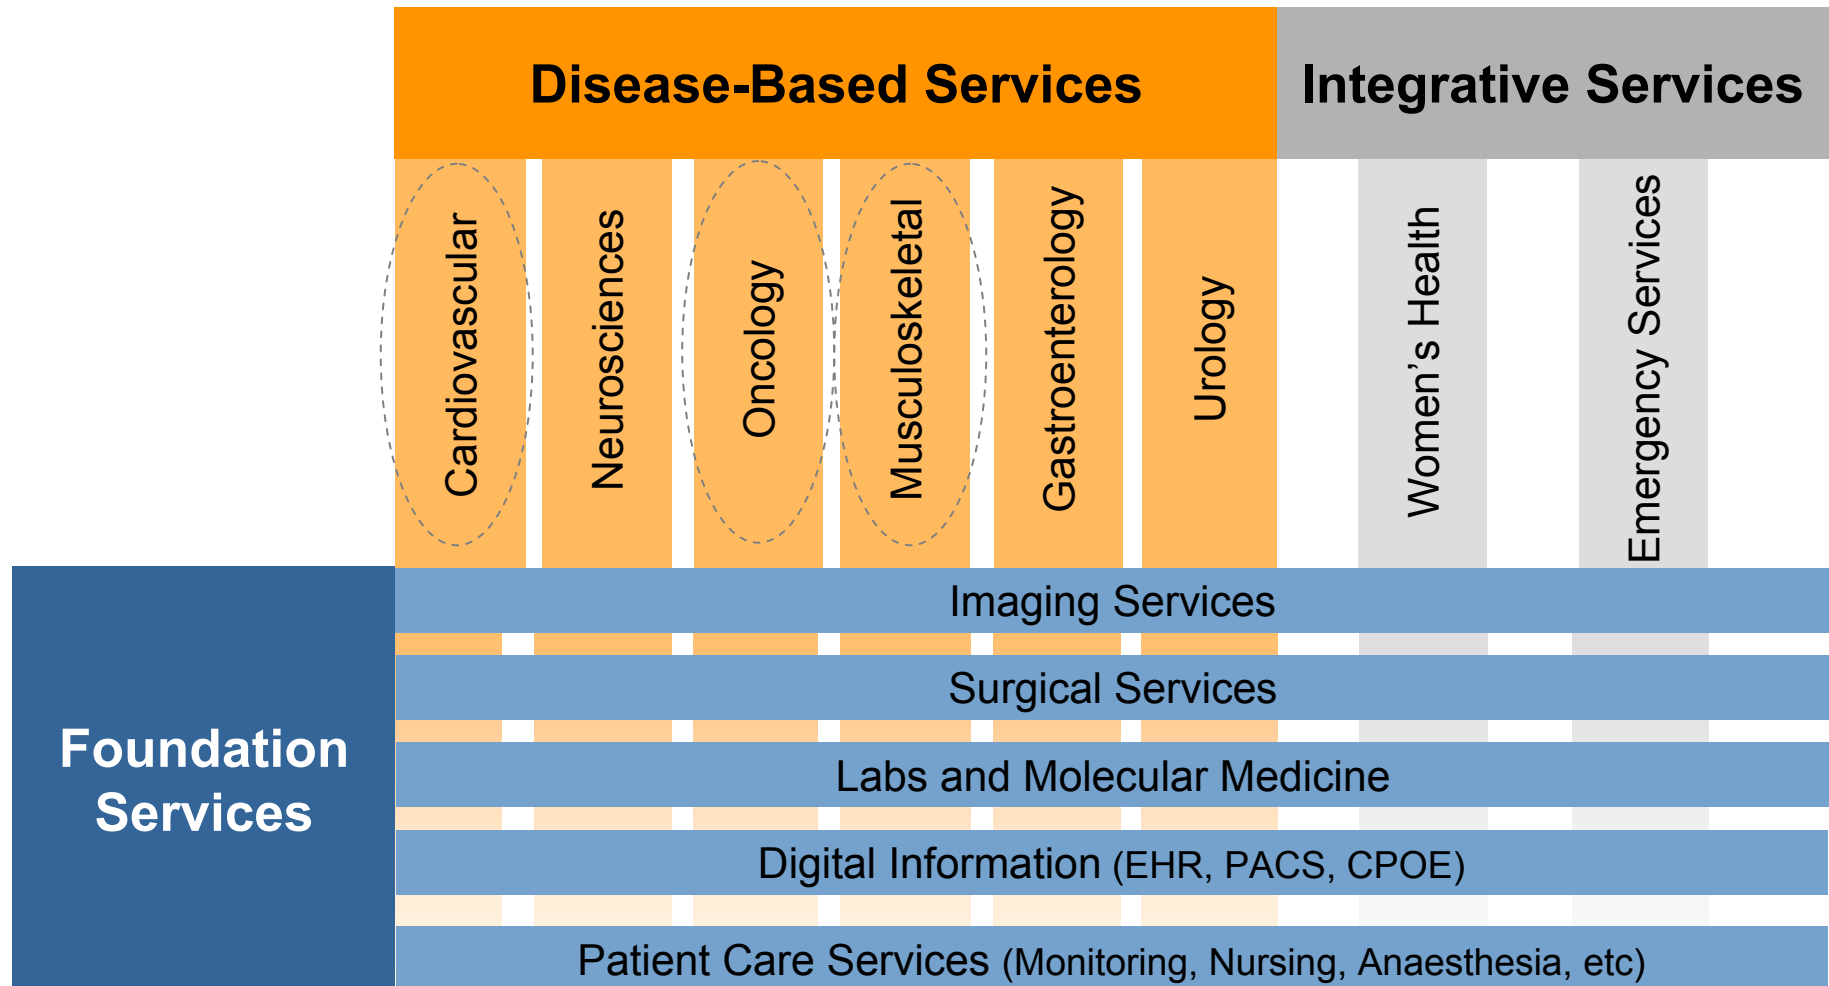 Disease-Based Services
Integrative Services
Cardiovascular
Neurosciences
Oncology
Musculoskeletal
Gastroenterology
Urology
Women’s Health
Emergency Services
Foundation
Services
Imaging Services
Surgical Services
Labs and Molecular Medicine
Digital Information (EHR, PACS, CPOE)
Patient Care Services (Monitoring, Nursing, Anaesthesia, etc)